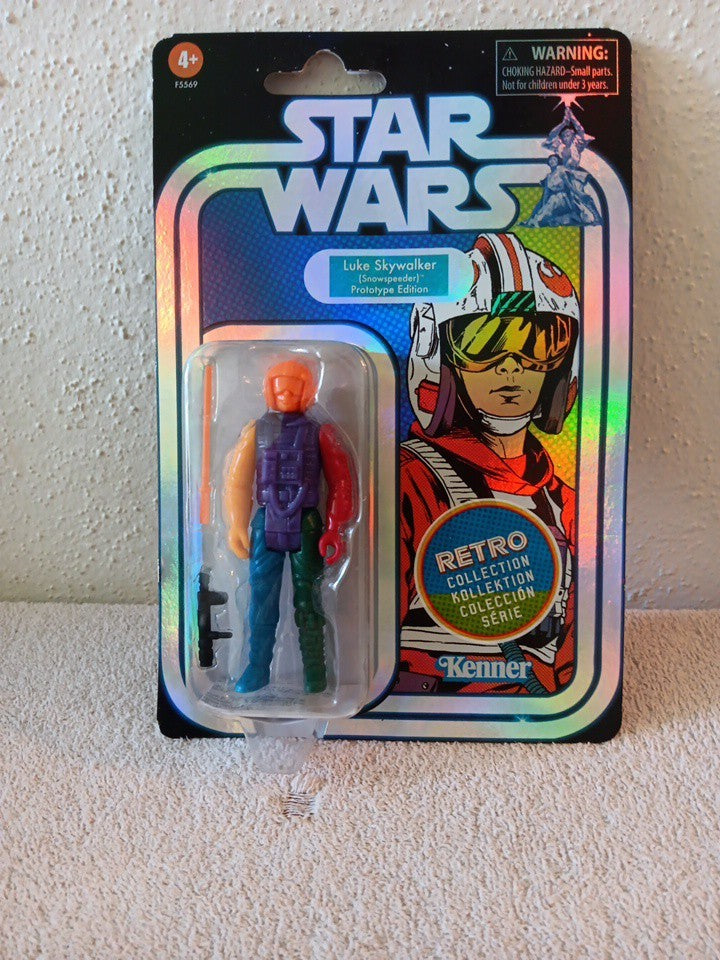 4+
F5569
WARNING:
CHOKING HAZARD–Small parts.
Not for children under 3 years.
STAR
WARS
Luke Skywalker
(Snowspeeder)™
Prototype Edition
RETRO
COLLECTION
KOLLEKTION
COLECCIÓN
SÉRIE
Kenner